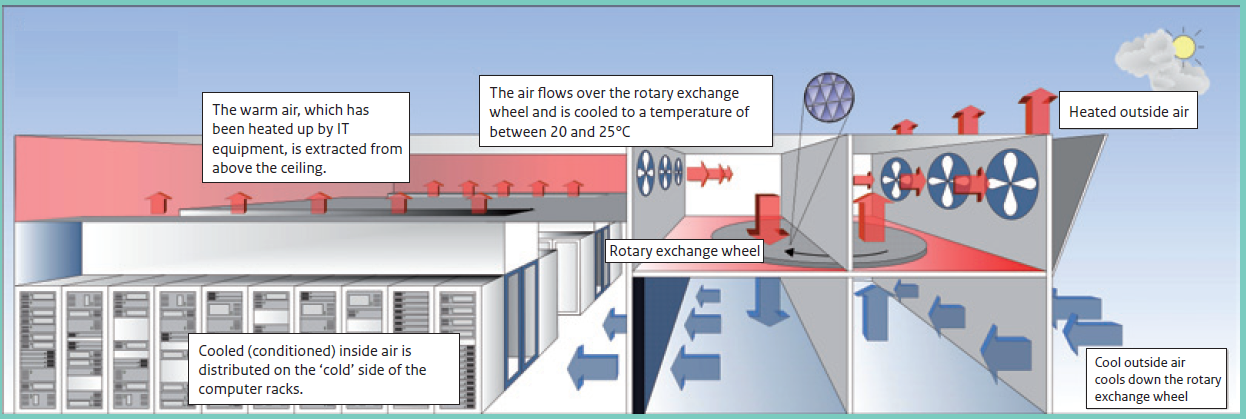 The warm air, which has
been heated up by IT
equipment, is extracted from
above the ceiling.
The air flows over the rotary exchange
wheel and is cooled to a temperature of
between 20 and 25°C
Heated outside air
Rotary exchange wheel
Cooled (conditioned) inside air is
distributed on the ‘cold’ side of the
computer racks.
Cool outside air
cools down the rotary
exchange wheel